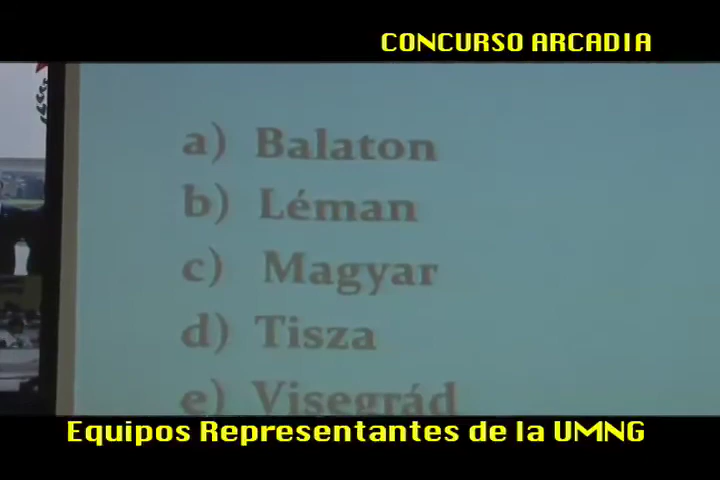 CONCURSO ARCADIA
a) Balaton
b) Léman
c) Magyar
d) Tisza
e) Visegrád
Equipos Representantes de la UMNG